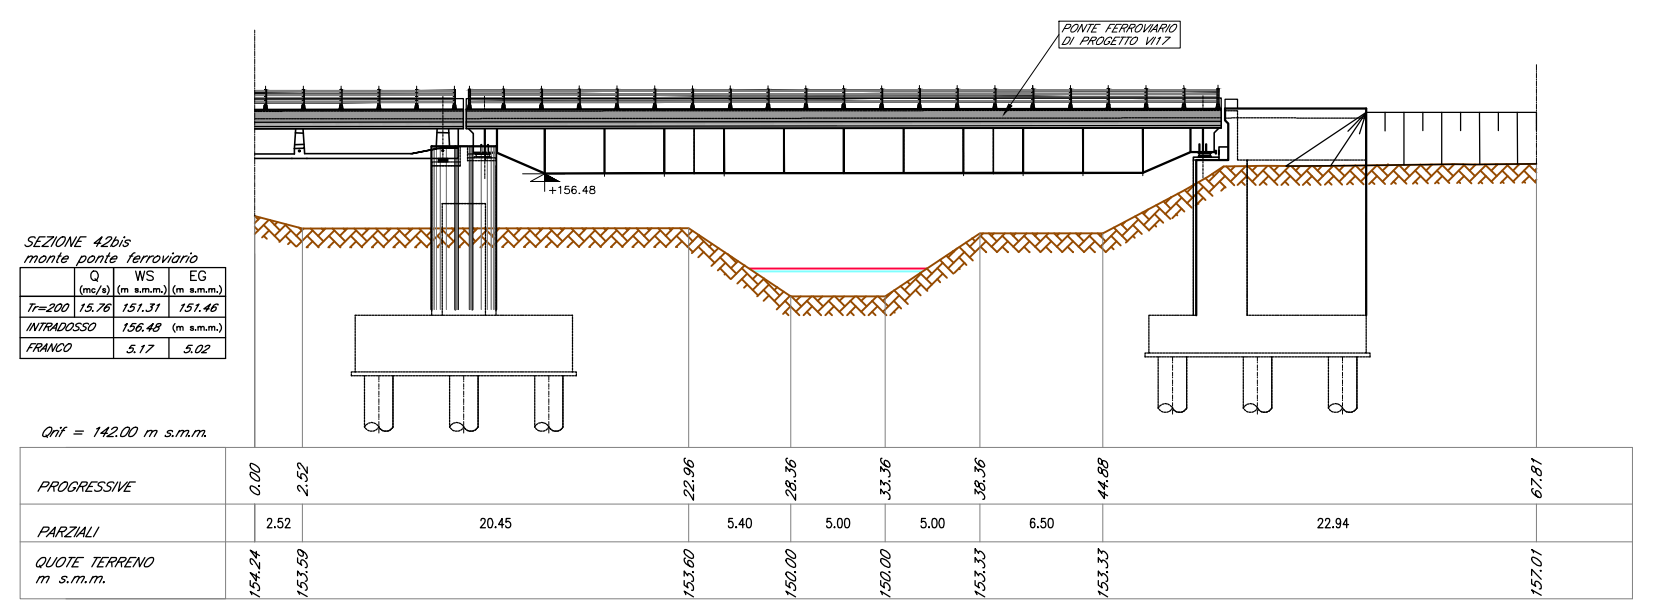 PONTE FERROVIARIO
DI PROGETTO VI17
+156.48
SEZIONE 42bis
monte ponte ferroviario
Q WS EG
(mc/s) (m s.m.m.) (m s.m.m.)
Tr=200 15.76 151.31 151.46
INTRADOSSO 156.48 (m s.m.m.)
FRANCO 5.17 5.02
Qrif = 142.00 m s.m.m.
PROGRESSIVE 0.00 2.52 22.96 28.36 33.36 38.36 44.88 67.81
PARZIALI 2.52 20.45 5.40 5.00 5.00 6.50 22.94
QUOTE TERRENO
m s.m.m.
154.24 153.59 153.60 150.00 150.00 153.33 153.33 157.01